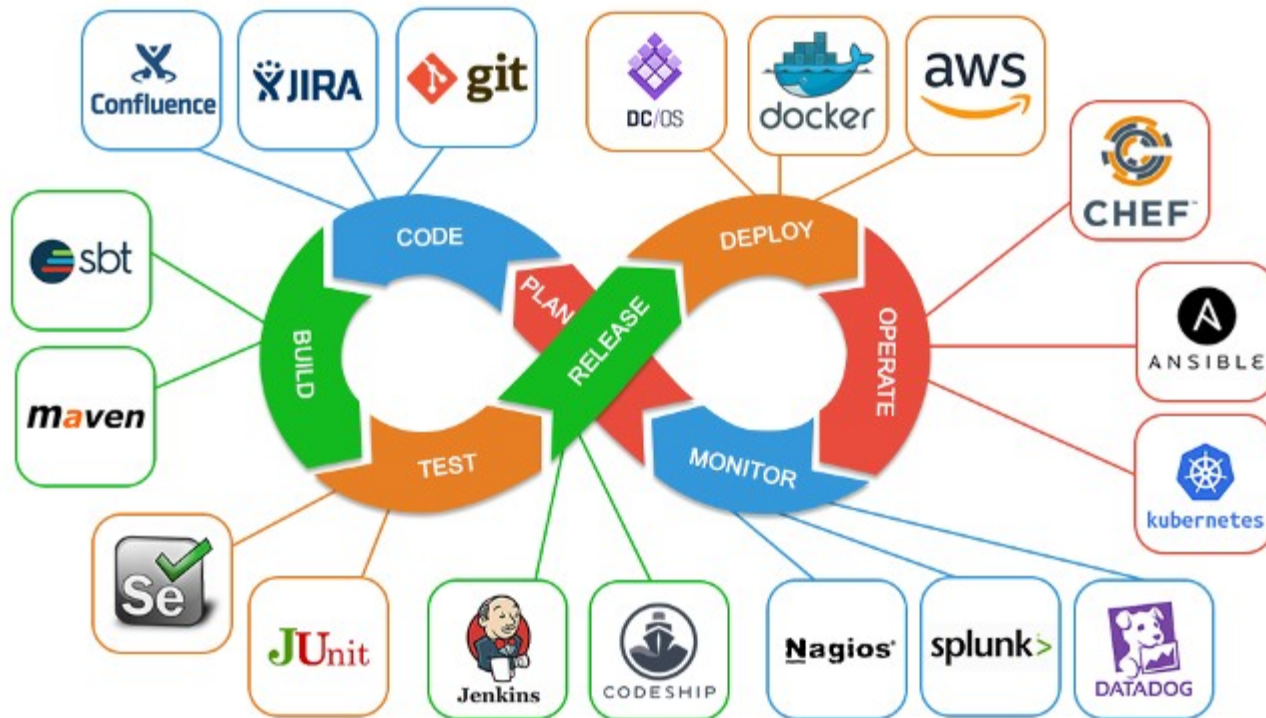 Confluence
JIRA
git
DC/OS
docker
aws
CHEF™
sbt
CODE
DEPLOY
PLAN
RELEASE
BUILD
OPERATE
ANSIBLE
maven
TEST
MONITOR
kubernetes
Se
JUnit
Jenkins
CODESHIP
Nagios®
splunk>
DATADOG